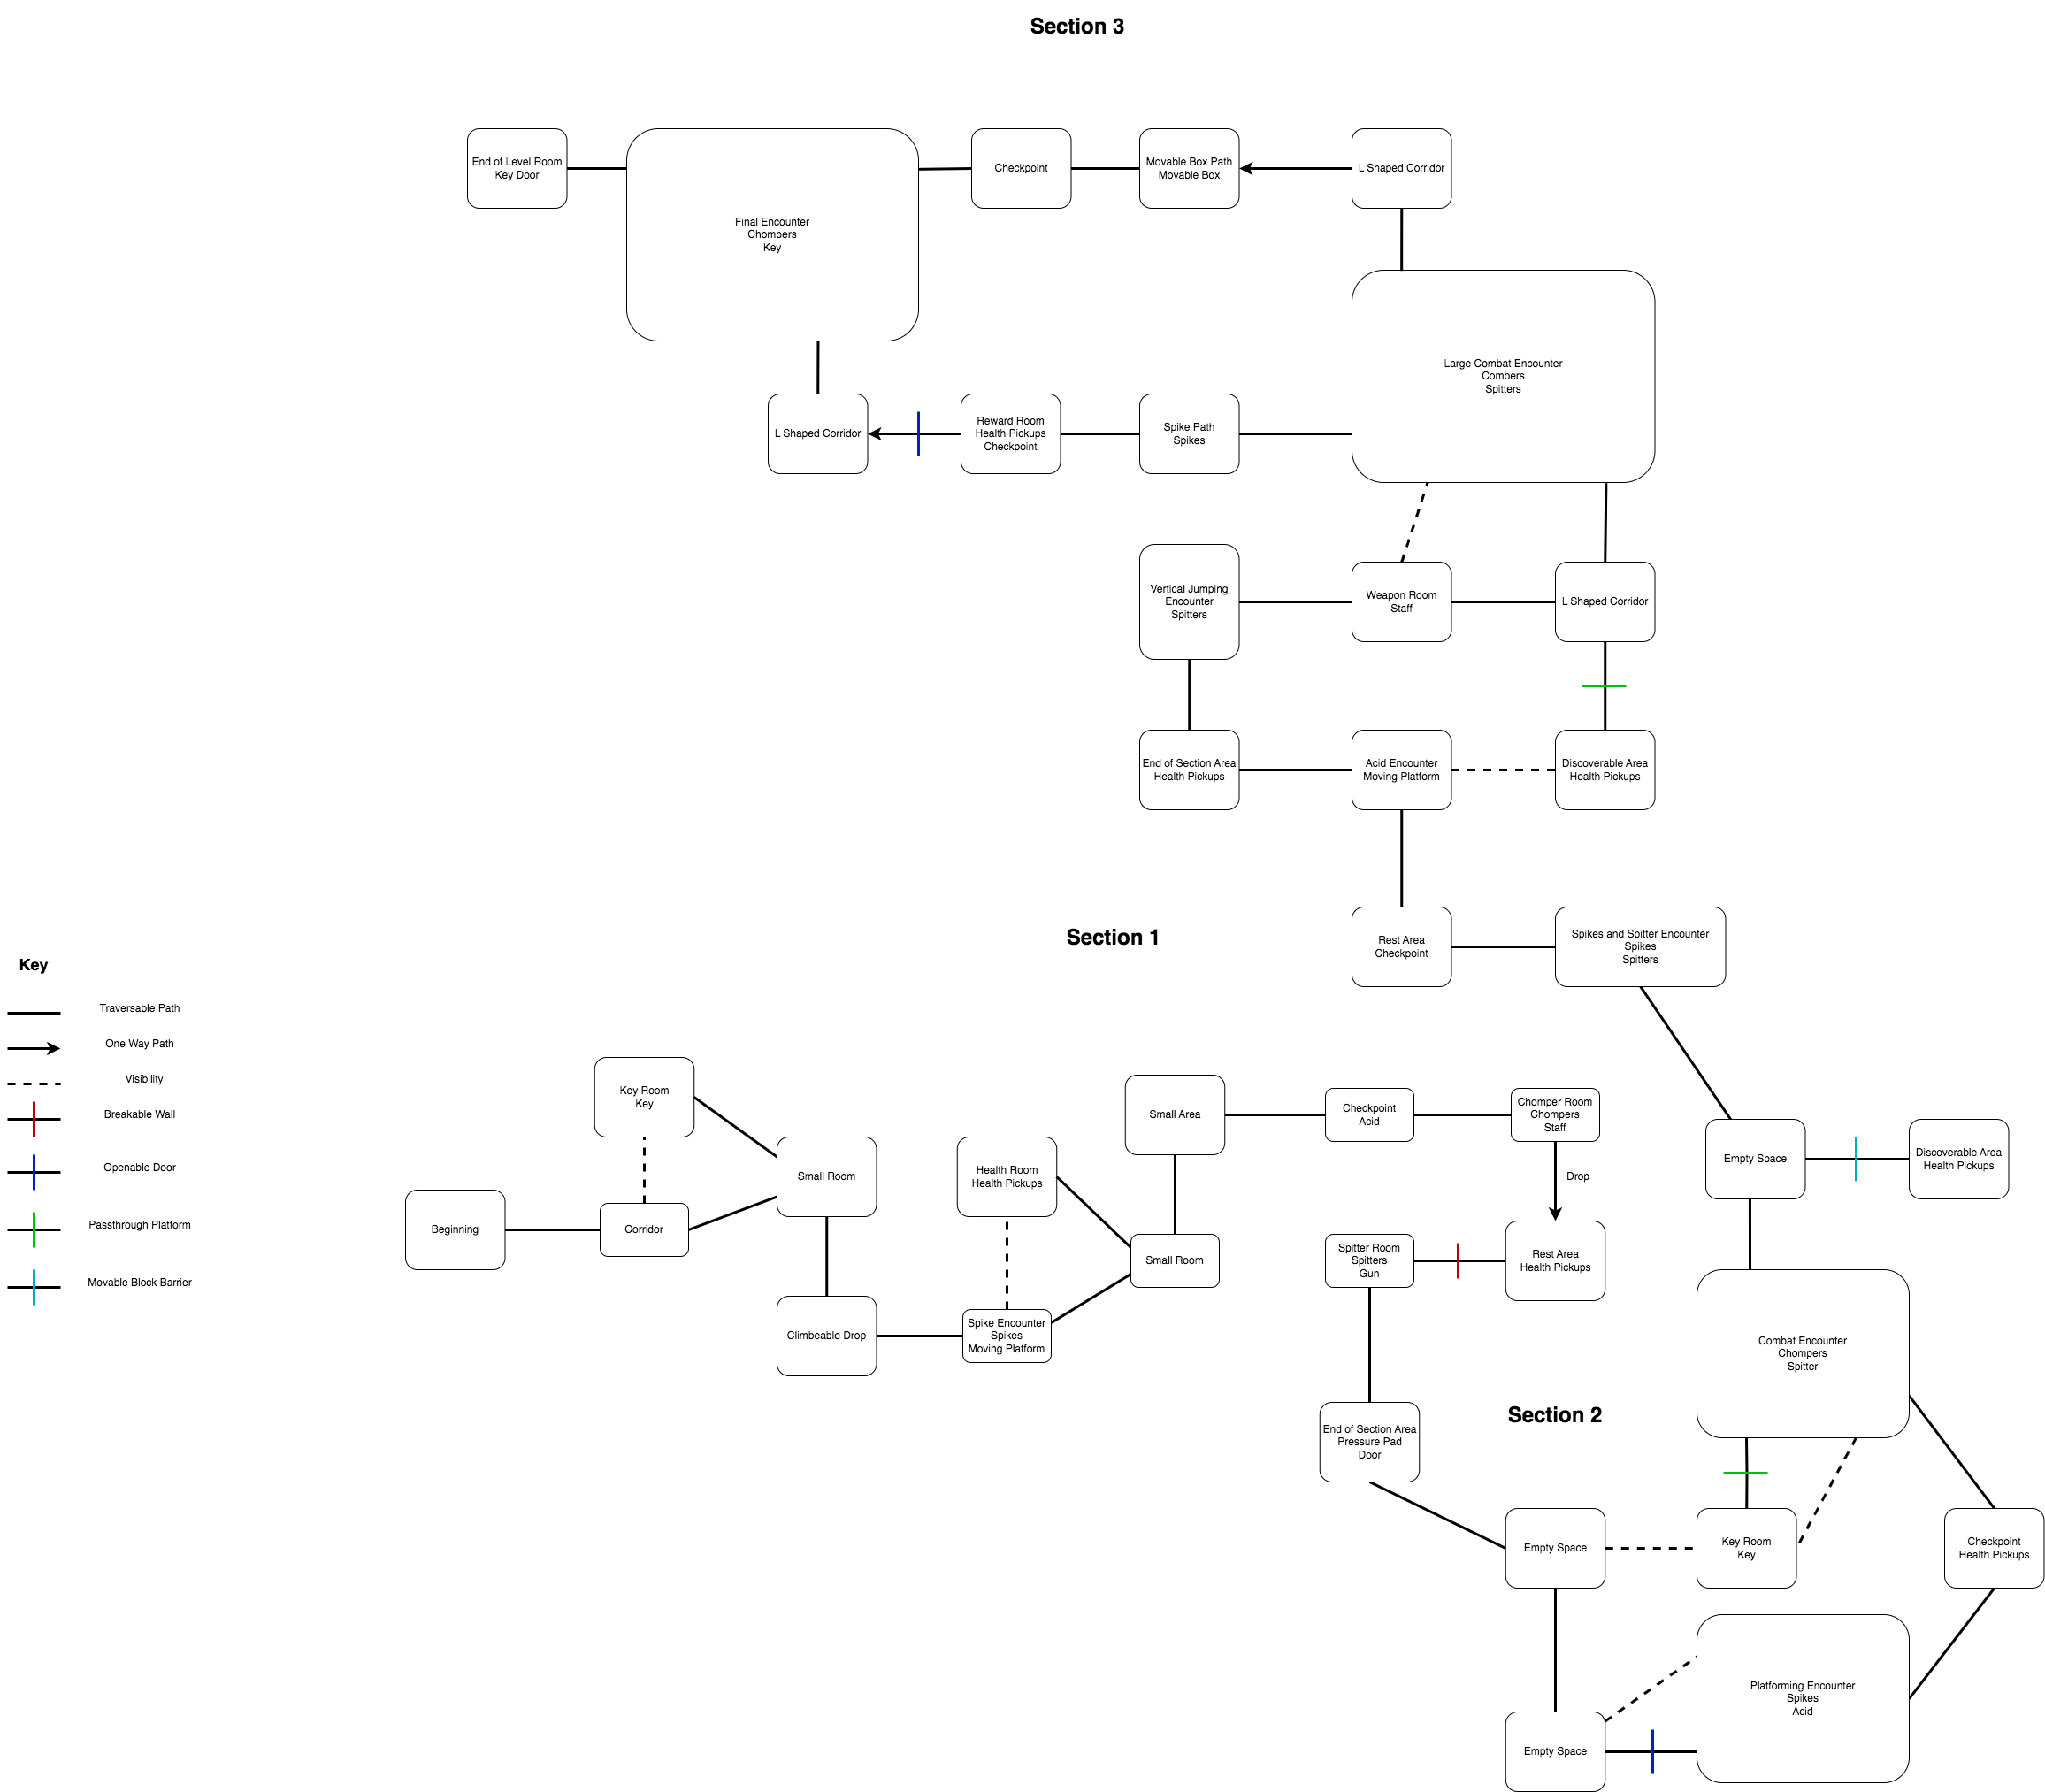 Section 3
End of Level Room
Key Door
Final Encounter
Chompers
Key
Checkpoint
Movable Box Path
Movable Box
L Shaped Corridor
Large Combat Encounter
Combers
Spitters
L Shaped Corridor
Reward Room
Health Pickups
Checkpoint
Spike Path
Spikes
Vertical Jumping
Encounter
Spitters
Weapon Room
Staff
L Shaped Corridor
End of Section Area
Health Pickups
Acid Encounter
Moving Platform
Discoverable Area
Health Pickups
Section 1
Rest Area
Checkpoint
Spikes and Spitter Encounter
Spikes
Spitters
Key
Traversable Path
One Way Path
Visibility
Breakable Wall
Openable Door
Passthrough Platform
Movable Block Barrier
Key Room
Key
Small Room
Beginning
Corridor
Climbeable Drop
Health Room
Health Pickups
Spike Encounter
Spikes
Moving Platform
Small Area
Small Room
Checkpoint
Acid
Chomper Room
Chompers
Staff
Drop
Spitter Room
Spitters
Gun
Rest Area
Health Pickups
Empty Space
Discoverable Area
Health Pickups
Combat Encounter
Chompers
Spitter
End of Section Area
Pressure Pad
Door
Section 2
Empty Space
Key Room
Key
Checkpoint
Health Pickups
Platforming Encounter
Spikes
Acid
Empty Space